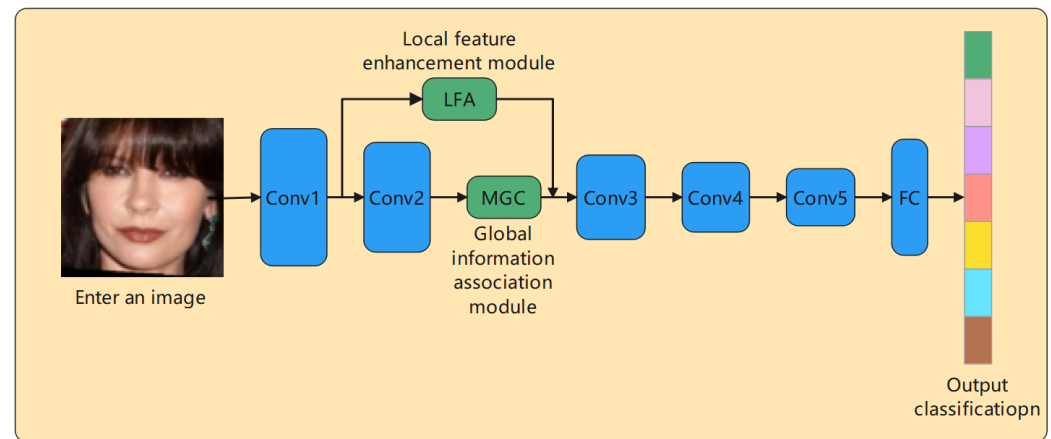 Local feature
enhancement module
LFA
Conv1
Conv2
MGC
Conv3
Conv4
Conv5
FC
Global
information
association
module
Enter an image
Output
classificatiopn